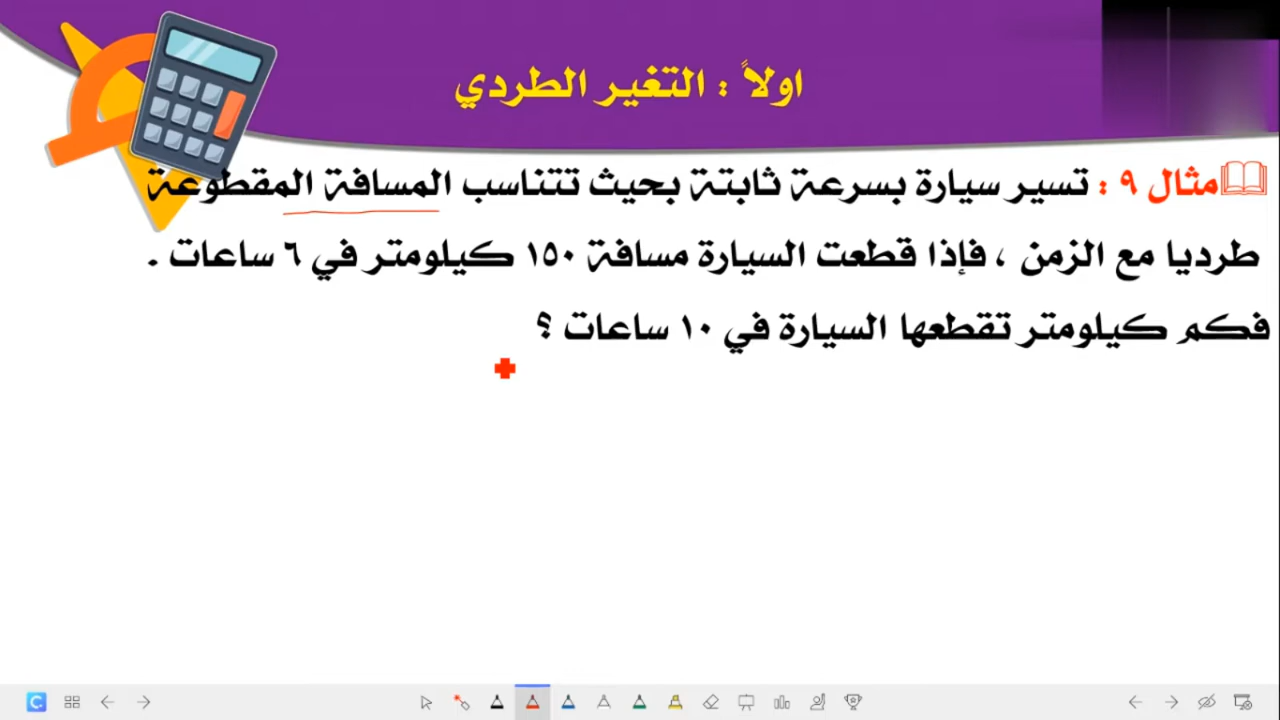 اولاً : التغير الطردي
مثال ٩ : تسير سيارة بسرعة ثابتة بحيث تتناسب المسافة المقطوعة
طرديا مع الزمن ، فإذا قطعت السيارة مسافة ١٥٠ كيلومتر في ٦ ساعات .
فكم كيلومتر تقطعها السيارة في ١٠ ساعات ؟